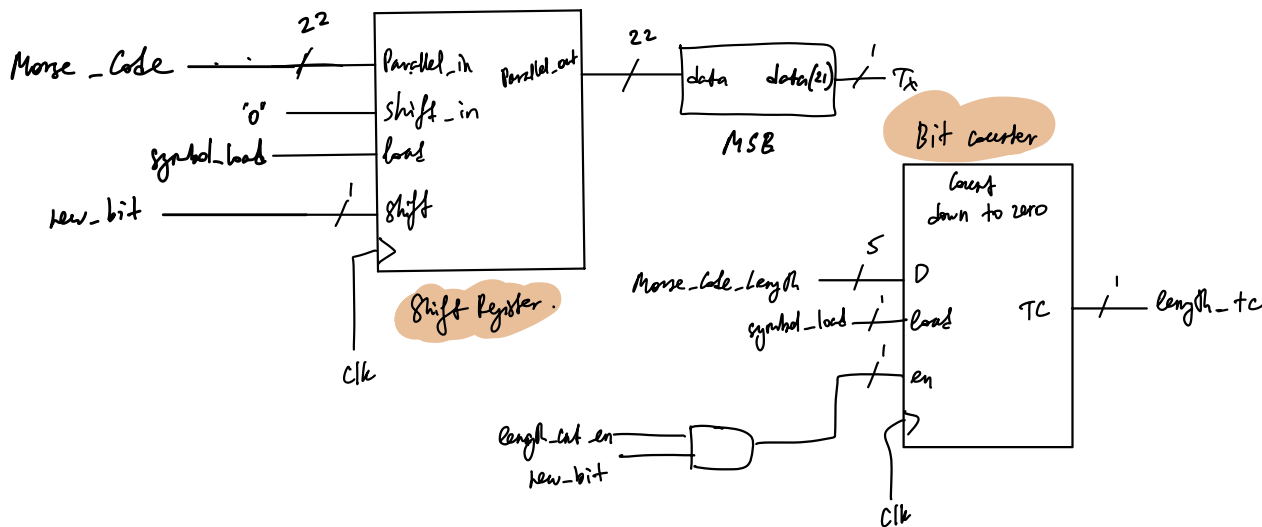 22
Morse_Code
Parallel_in
Parallel_out
22
data
data(21)
1
Tx
MSB
"0"
shift_in
symbol_load
load
new_bit
1
shift
Shift Register.
Clk
Bit counter
Count
down to zero
Morse_Code_Length
5
D
symbol_load
1
load
TC
1
length_tc
1
en
length_cnt_en
new_bit
Clk